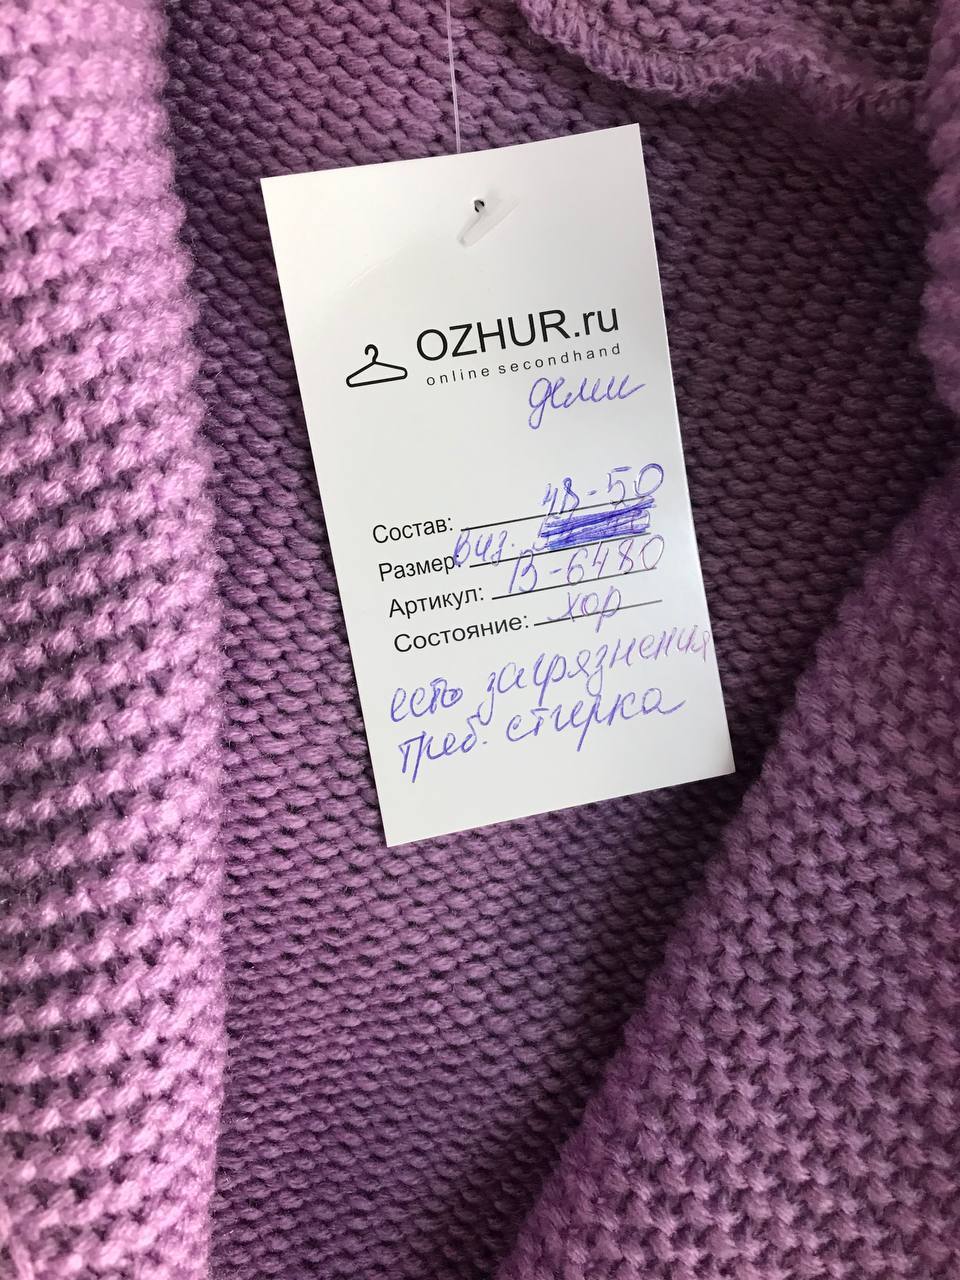 OZHUR.ru
online secondhand
деми
48-50
Состав:
Размер: Виз.
Артикул: В-6480
Состояние: хор
есть загрязнения
треб. стирка